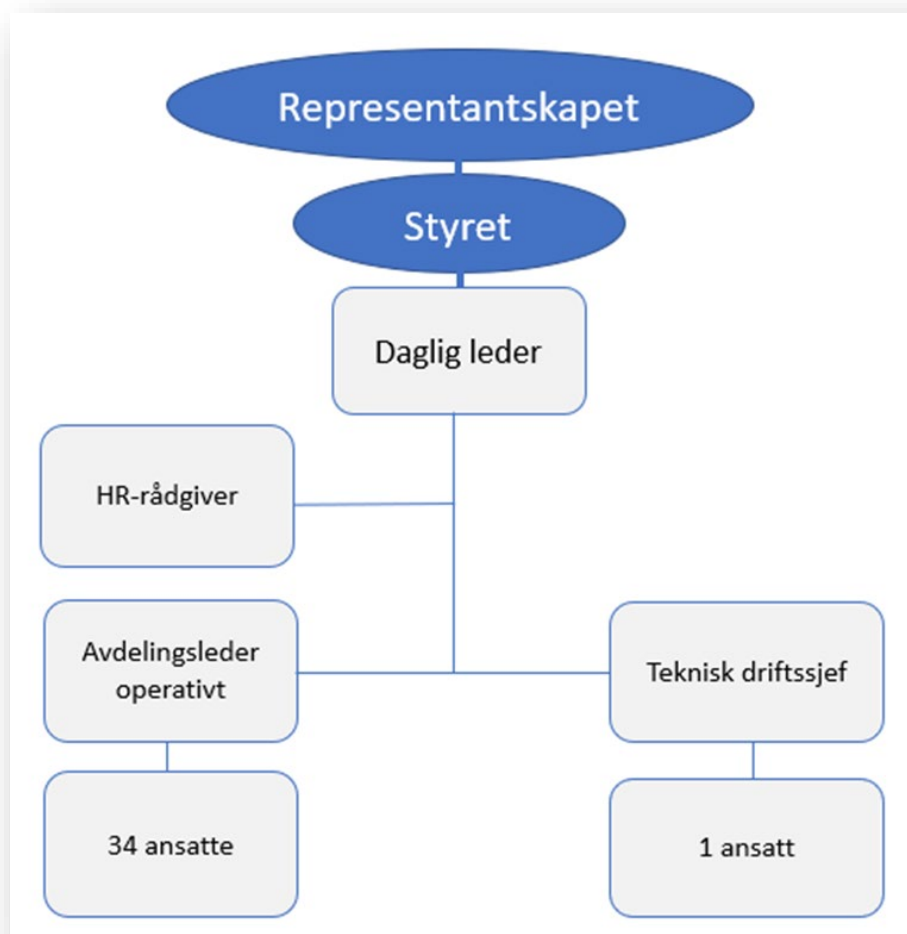 Representantskapet
Styret
Daglig leder
HR-rådgiver
Avdelingsleder
operativt
Teknisk driftssjef
34 ansatte
1 ansatt